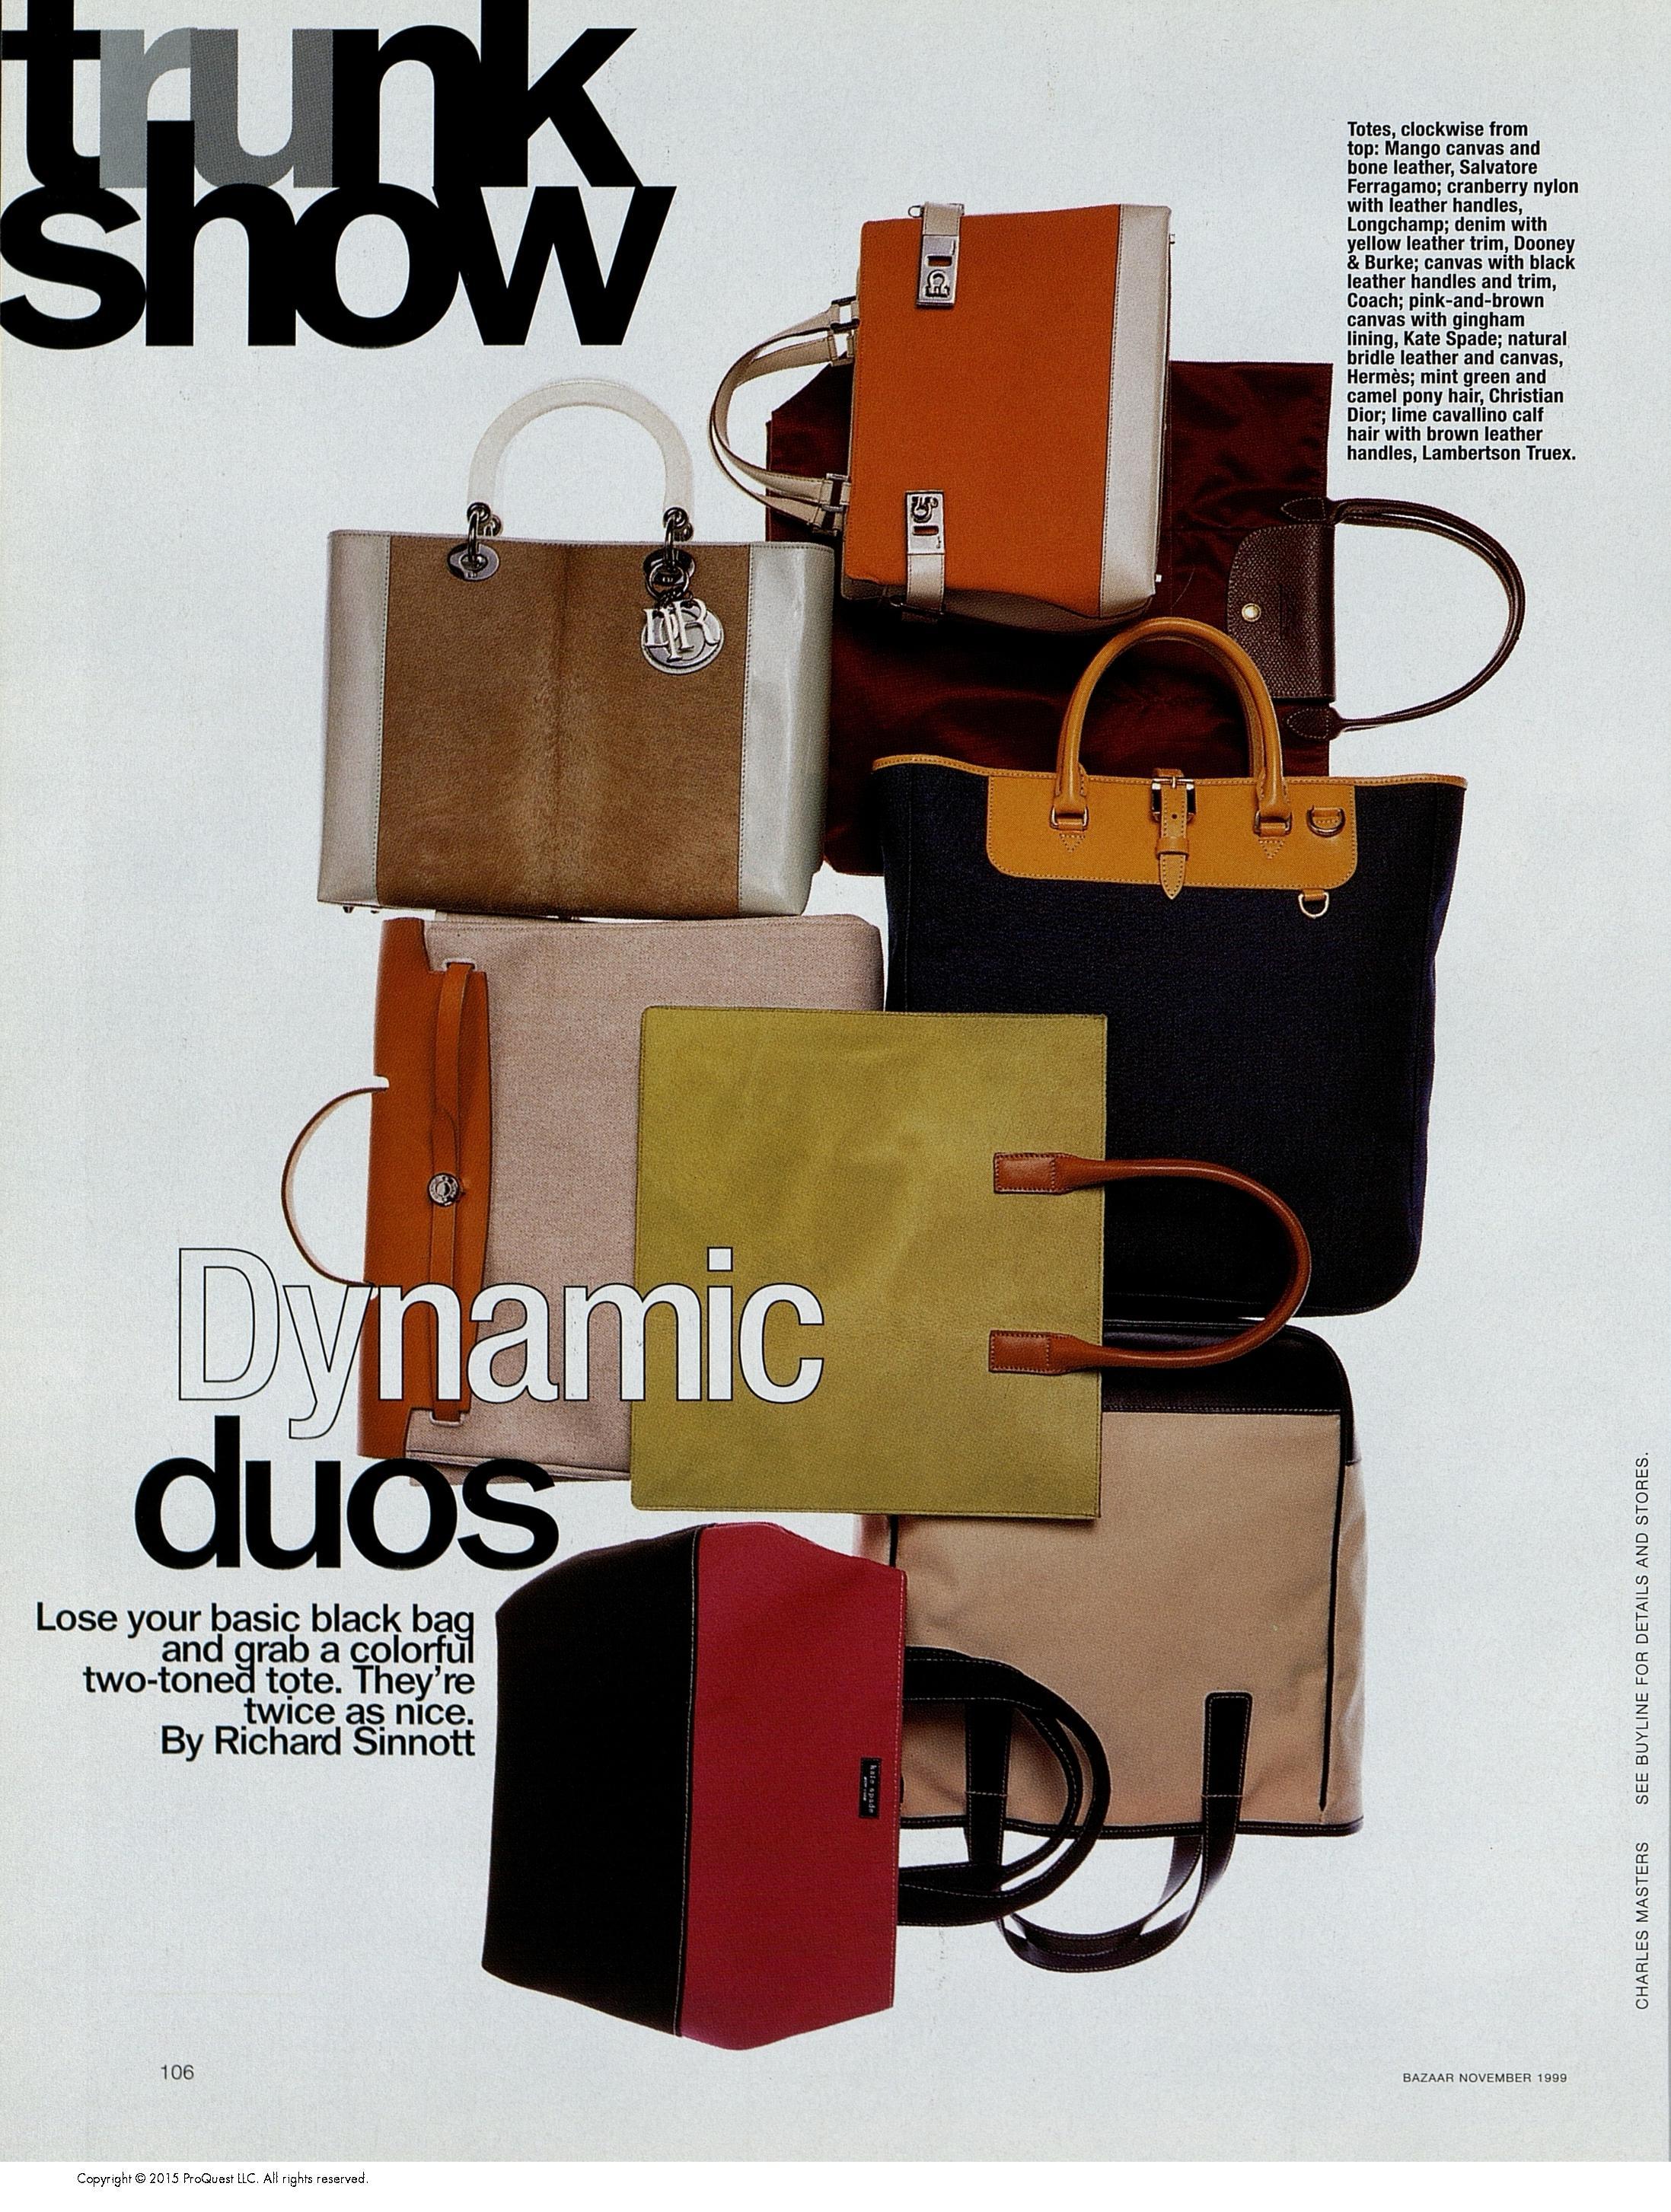 trunk
show
Totes, clockwise from
top: Mango canvas and
bone leather, Salvatore
Ferragamo; cranberry nylon
with leather handles,
Longchamp; denim with
yellow leather trim, Dooney
& Burke; canvas with black
leather handles and trim,
Coach; pink-and-brown
canvas with gingham
lining, Kate Spade; natural
bridle leather and canvas,
Hermès; mint green and
camel pony hair, Christian
Dior; lime cavallino calf
hair with brown leather
handles, Lambertson Truex.
DIOR
Dynamic
duos
Lose your basic black bag
and grab a colorful
two-toned tote. They're
twice as nice.
By Richard Sinnott
kate spade
CHARLES MASTERS SEE BUYLINE FOR DETAILS AND STORES.
106
BAZAAR NOVEMBER 1999
Copyright © 2015 ProQuest LLC. All rights reserved.